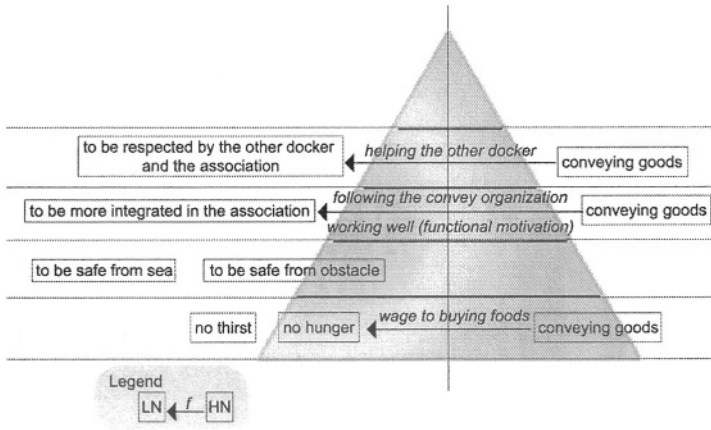 to be respected by the other docker
and the association
helping the other docker
conveying goods
following the convey organization
to be more integrated in the association
conveying goods
working well (functional motivation)
to be safe from sea
to be safe from obstacle
no thirst
no hunger
wage to buying foods
conveying goods
Legend
LN
f
HN